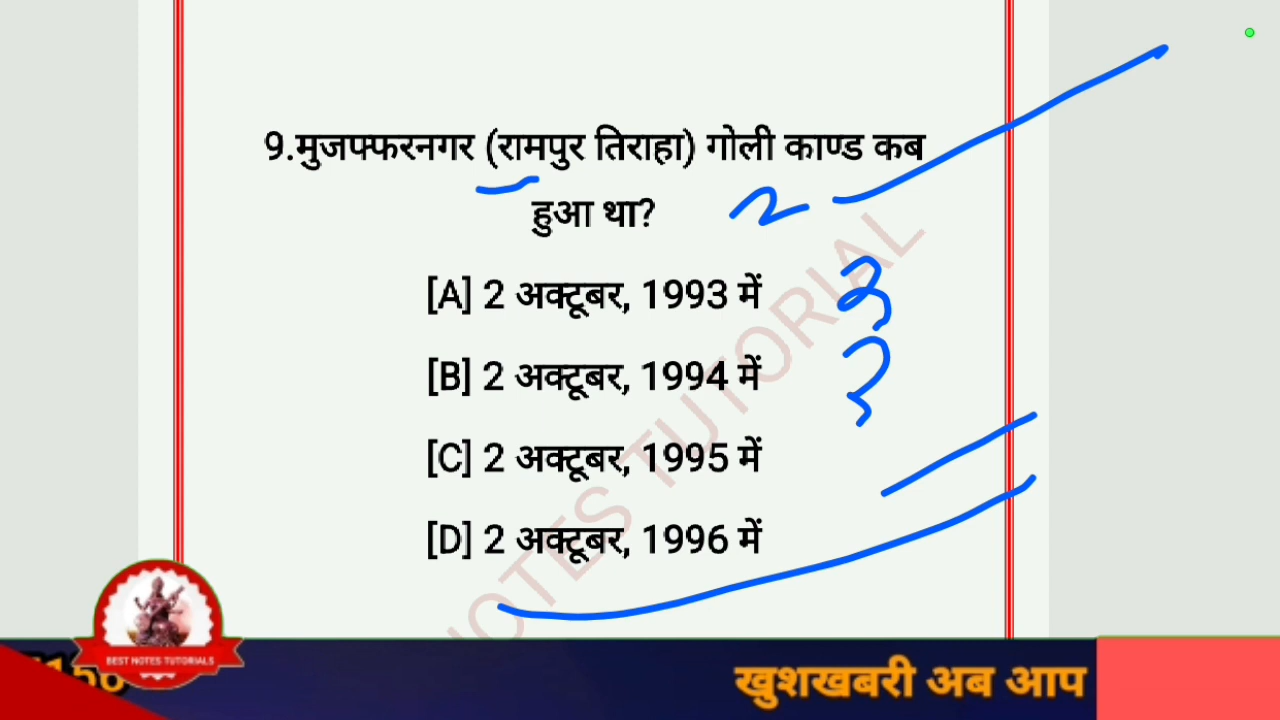 9.मुजफ्फरनगर (रामपुर तिराहा) गोली काण्ड कब
हुआ था?
2
[A] 2 अक्टूबर, 1993 में
[B] 2 अक्टूबर, 1994 में
[C] 2 अक्टूबर, 1995 में
[D] 2 अक्टूबर, 1996 में
NOTES TUTORIAL
BEST NOTES TUTORIALS
खुशखबरी अब आप